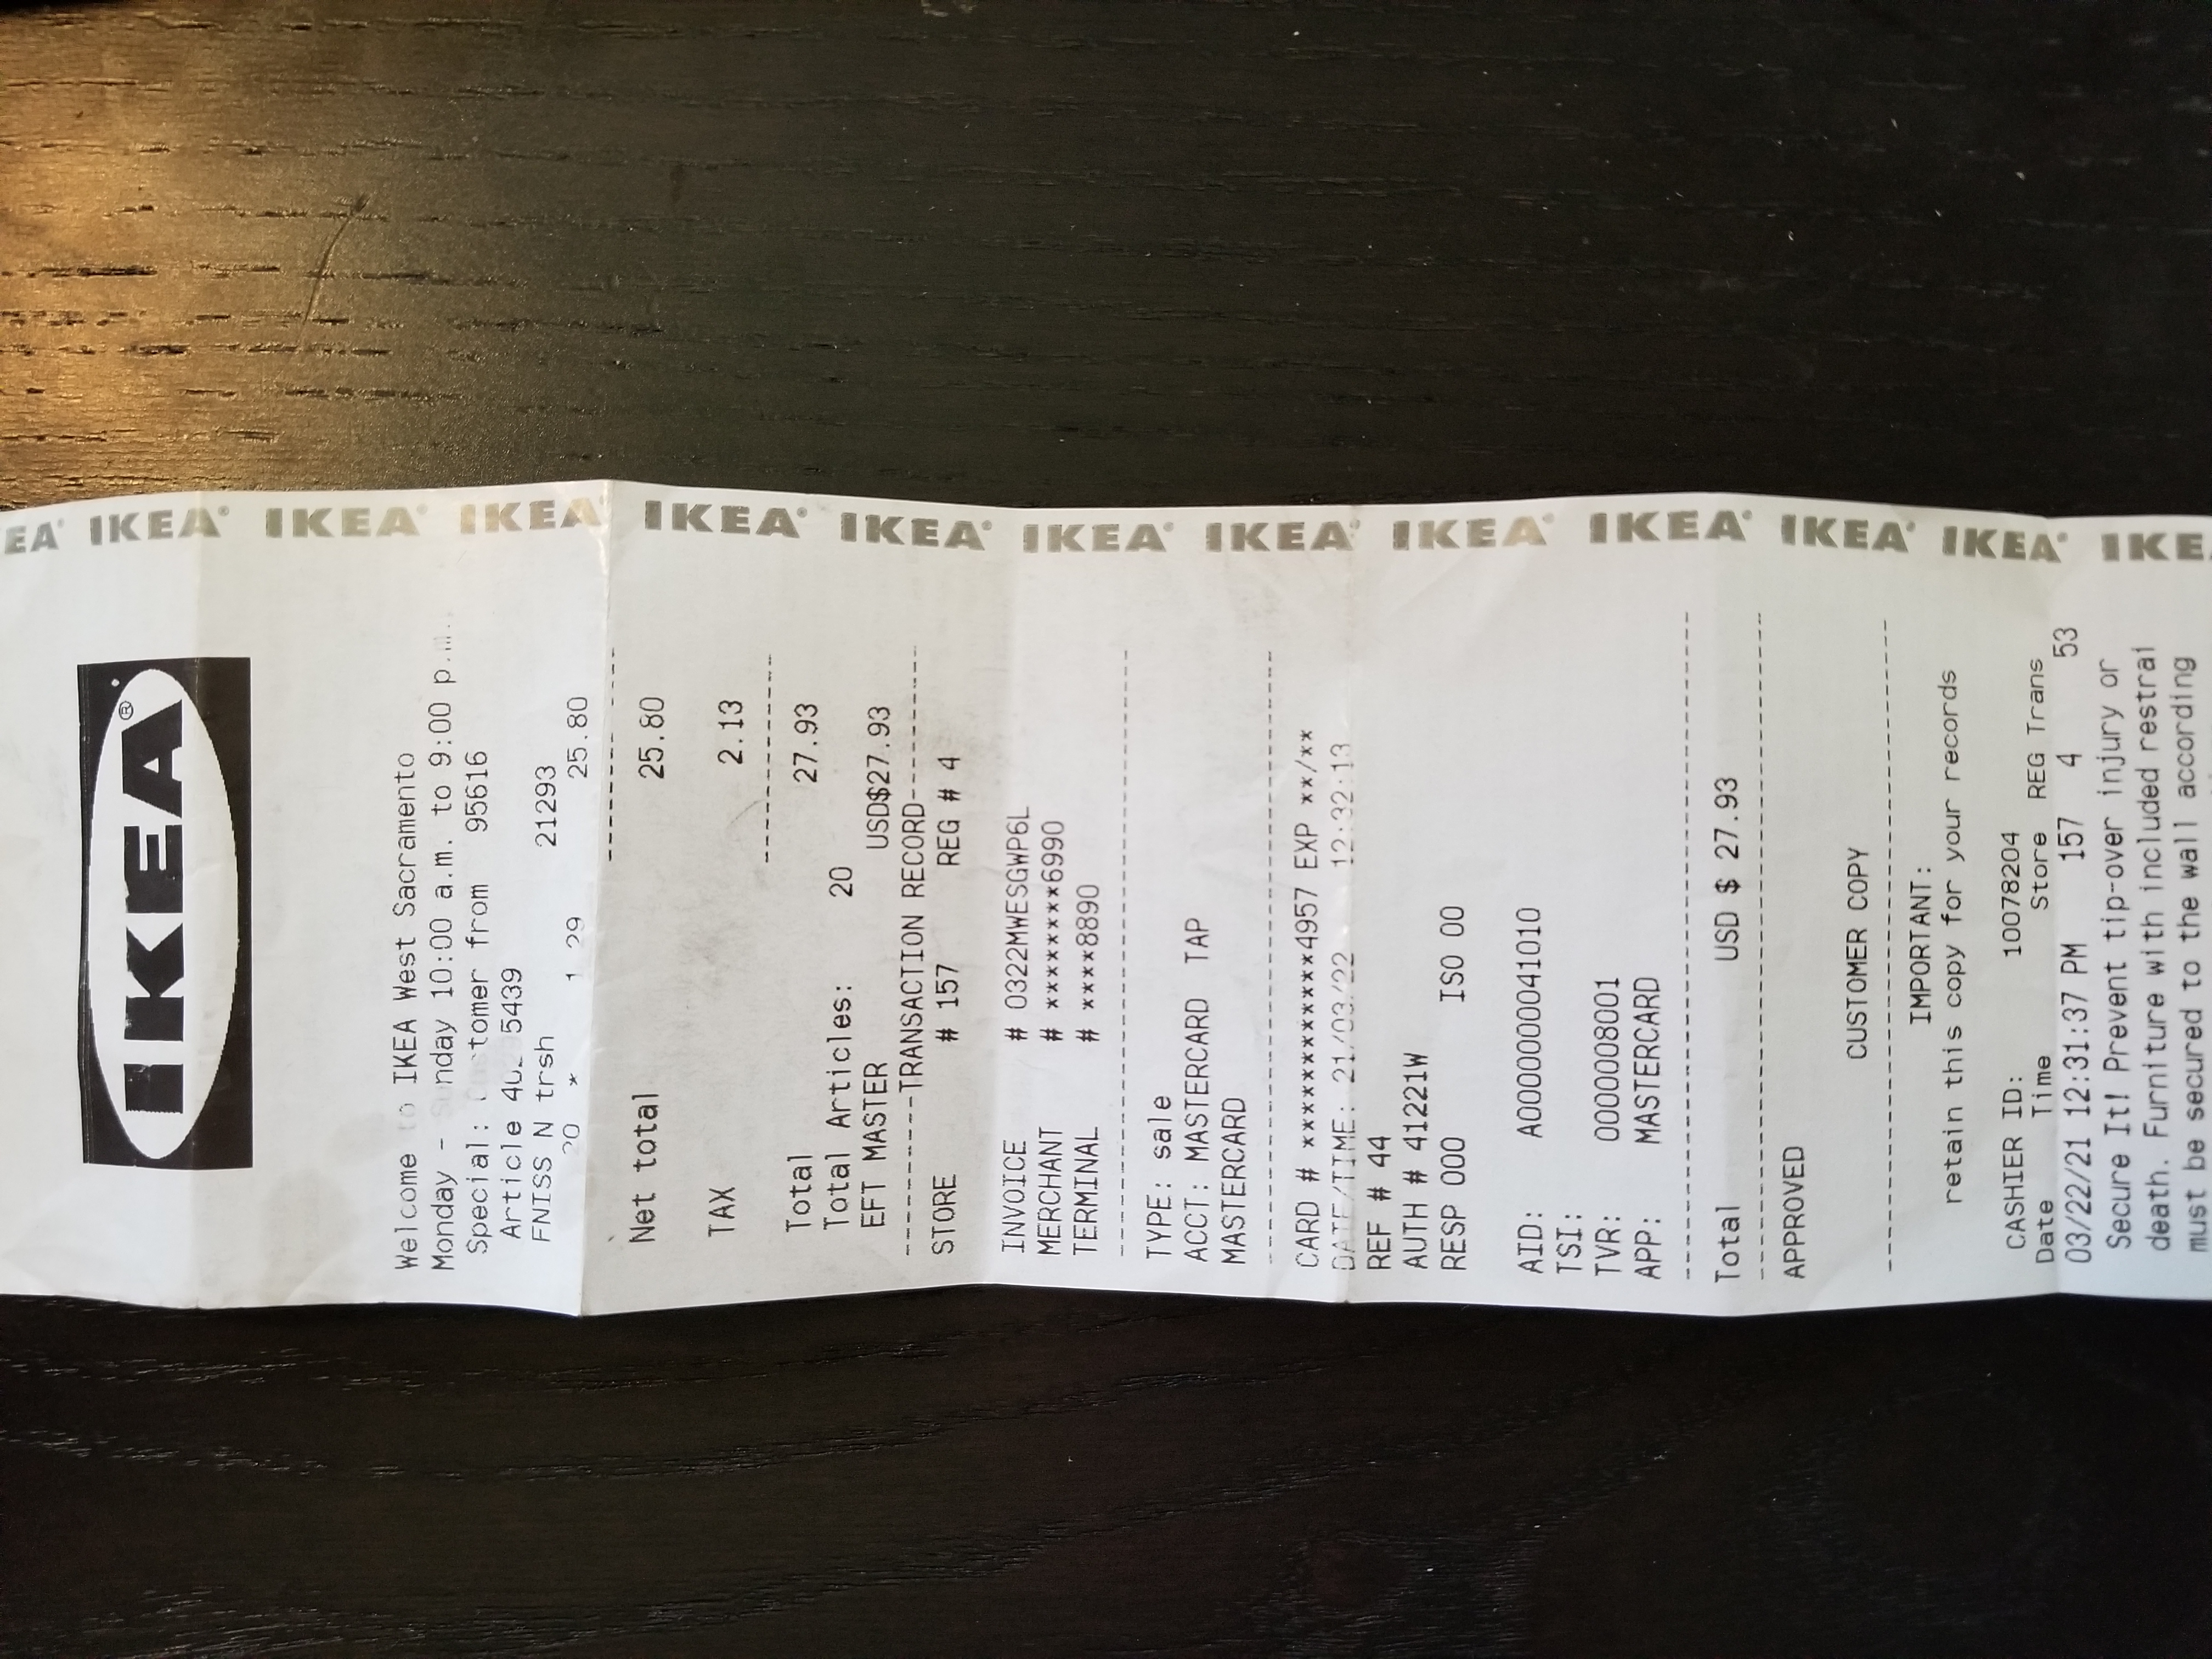 IKEA®
Welcome to IKEA West Sacramento
Monday - Sunday 10:00 a.m. to 9:00 p.m.
Special: Customer from 95616
Article 5439
FNISS N trsh 21293
20 * 1.29 25.80
Net total 25.80
TAX 2.13
Total 27.93
Total Articles: 20
EFT MASTER USD$27.93
----------TRANSACTION RECORD----------
STORE # 157 REG # 4
INVOICE # 0322MWESGWP6L
MERCHANT # ********6990
TERMINAL # ****8890
TYPE: sale
ACCT: MASTERCARD TAP
MASTERCARD
CARD # ************4957 EXP **/**
DATE/TIME: 21/03/22 12:32:13
REF # 44
AUTH # 41221W
RESP 000 ISO 00
AID: A0000000041010
TSI:
TVR: 0000008001
APP: MASTERCARD
Total USD $ 27.93
APPROVED
CUSTOMER COPY
IMPORTANT:
retain this copy for your records
CASHIER ID: 10078204
Date Time Store REG Trans
03/22/21 12:31:37 PM 157 4 53
Secure It! Prevent tip-over injury or
death. Furniture with included restrai
must be secured to the wall according
EA® IKEA® IKEA® IKEA® IKEA® IKEA® IKEA® IKEA® IKEA® IKEA® IKEA® IKEA® IKE